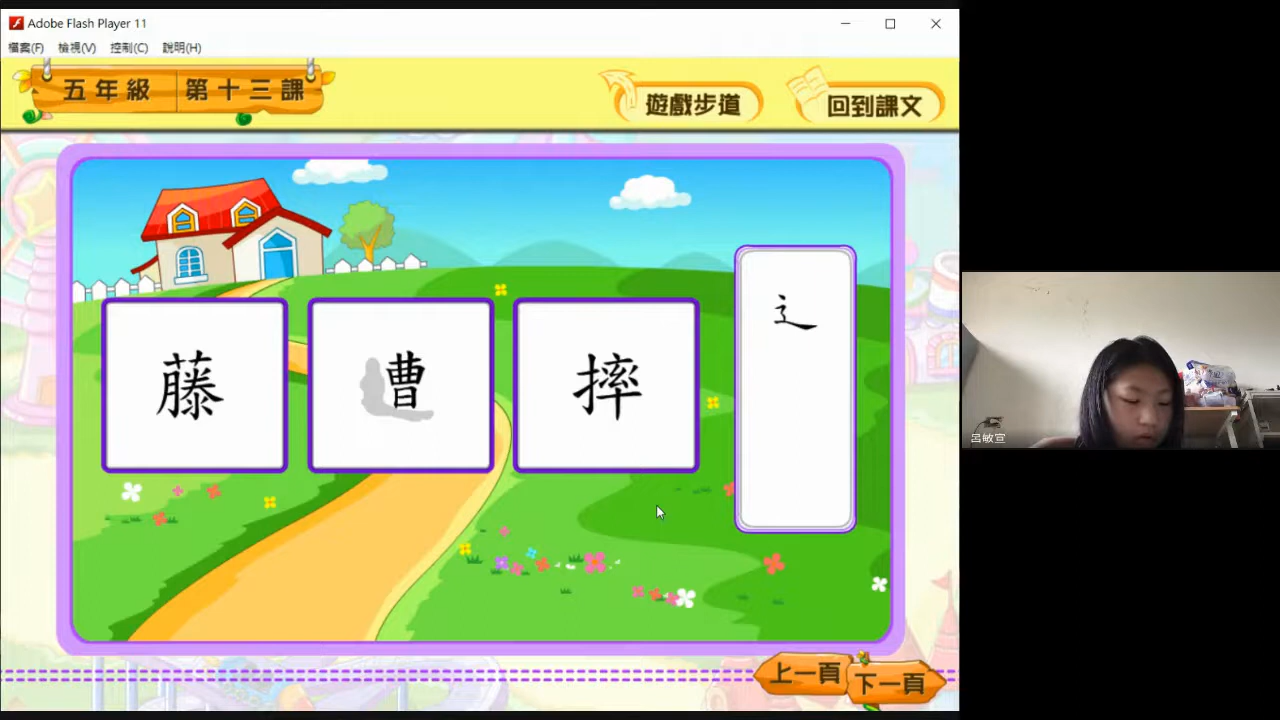 Adobe Flash Player 11
檔案(F) 檢視(V) 控制(C) 說明(H)
五年級 第十三課
遊戲步道
回到課文
藤
曹
摔
辶
呂敏宣
上一頁
下一頁